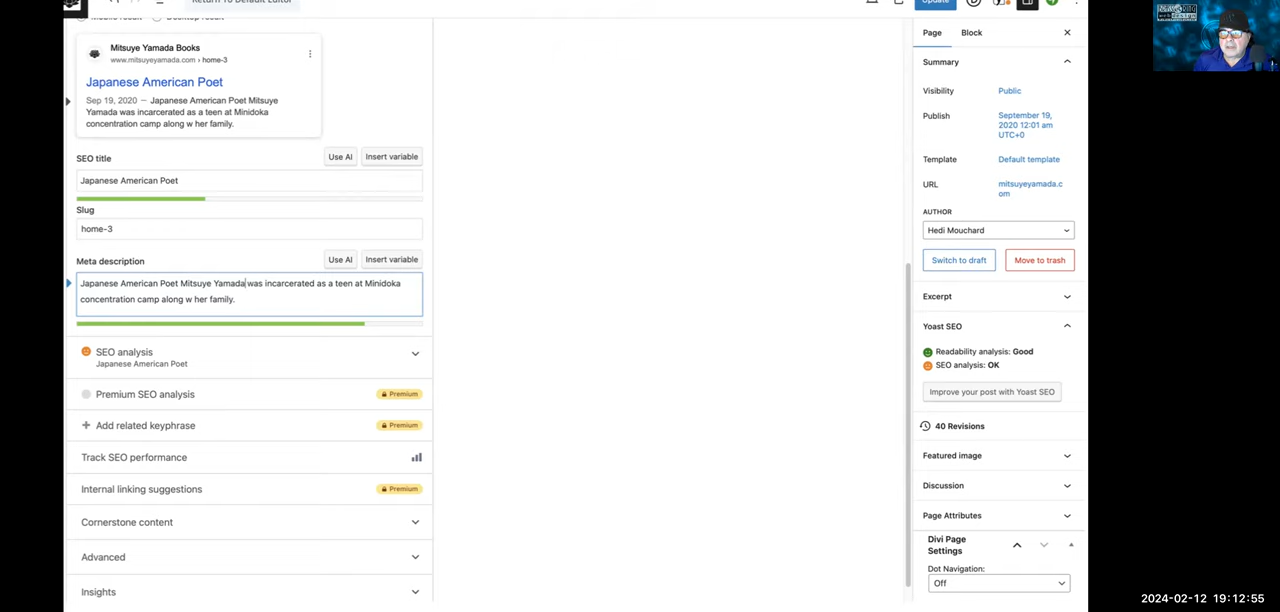 Return To Default Editor
Update
Mobile result
Desktop result
Mitsuye Yamada Books
www.mitsuyeyamada.com › home-3
Japanese American Poet
Sep 19, 2020 – Japanese American Poet Mitsuye
Yamada was incarcerated as a teen at Minidoka
concentration camp along w her family.
SEO title
Use AI
Insert variable
Japanese American Poet
Slug
home-3
Meta description
Use AI
Insert variable
Japanese American Poet Mitsuye Yamada was incarcerated as a teen at Minidoka
concentration camp along w her family.
SEO analysis
Japanese American Poet
Premium SEO analysis
Premium
Add related keyphrase
Premium
Track SEO performance
Internal linking suggestions
Premium
Cornerstone content
Advanced
Insights
Page
Block
Summary
Visibility
Public
Publish
September 19,
2020 12:01 am
UTC+0
Template
Default template
URL
mitsuyeyamada.c
om
AUTHOR
Hedi Mouchard
Switch to draft
Move to trash
Excerpt
Yoast SEO
Readability analysis: Good
SEO analysis: OK
Improve your post with Yoast SEO
40 Revisions
Featured image
Discussion
Page Attributes
Divi Page
Settings
Dot Navigation:
Off
2024-02-12 19:12:55